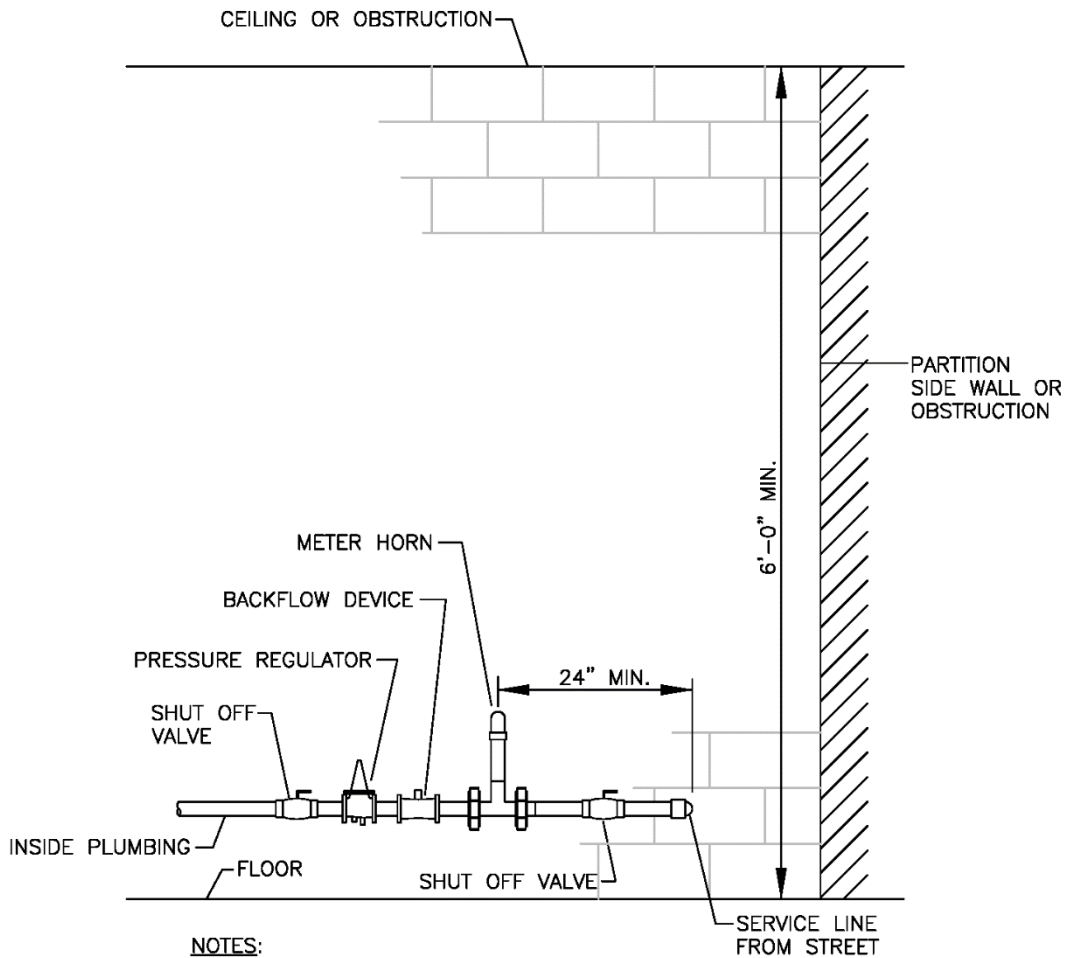 CEILING OR OBSTRUCTION
PARTITION
SIDE WALL OR
OBSTRUCTION
6'-0" MIN.
METER HORN
BACKFLOW DEVICE
PRESSURE REGULATOR
24" MIN.
SHUT OFF
VALVE
INSIDE PLUMBING
FLOOR
SHUT OFF VALVE
SERVICE LINE
FROM STREET
NOTES: